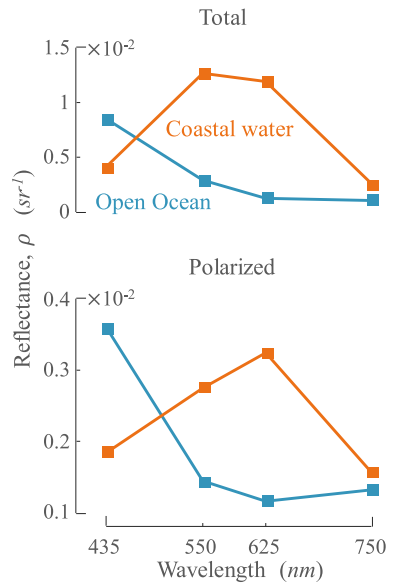 Total
1.5
×10⁻²
1
Coastal water
0.5
Open Ocean
0
Reflectance, ρ (sr⁻¹)
Polarized
0.4
×10⁻²
0.3
0.2
0.1
435 550 625 750
Wavelength (nm)